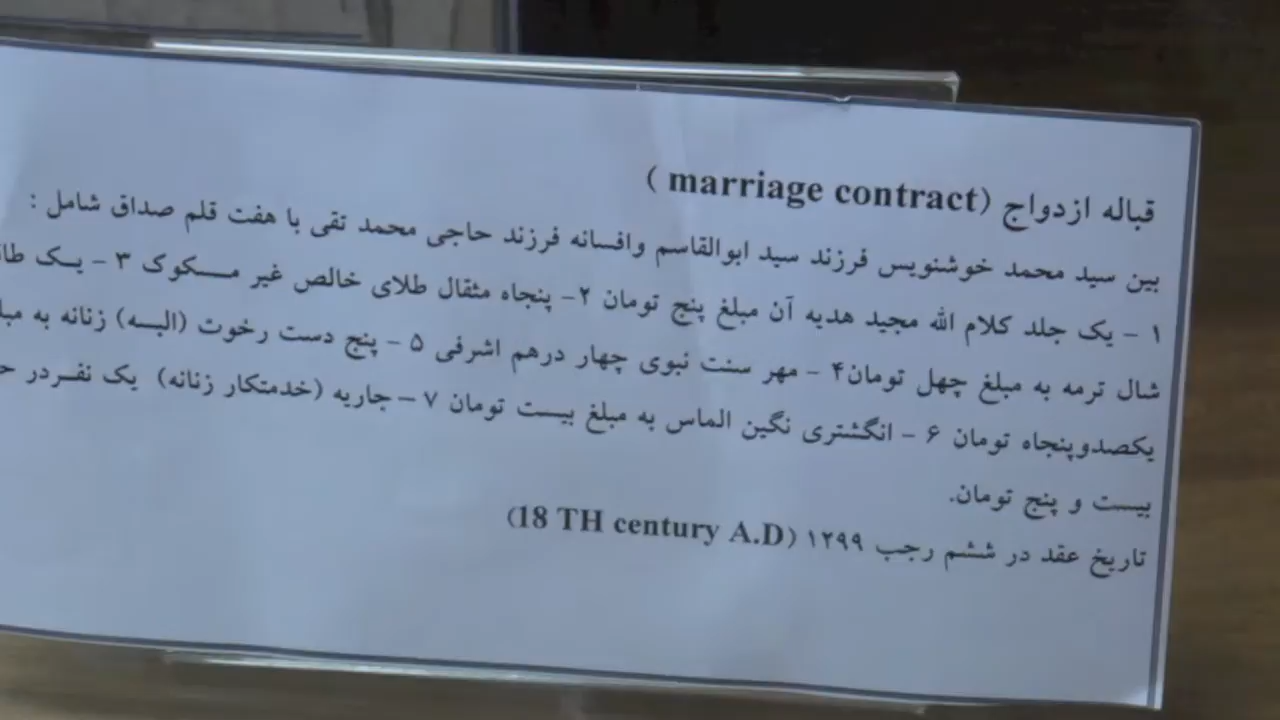 قباله ازدواج (marriage contract )
بین سید محمد خوشنویس فرزند سید ابوالقاسم وافسانه فرزند حاجی محمد تقی با هفت قلم صداق شامل :
۱ - یک جلد کلام الله مجید هدیه آن مبلغ پنج تومان ۲- پنجاه مثقال طلای خالص غیر مسکوک ۳ - یک
شال ترمه به مبلغ چهل تومان۴ - مهر سنت نبوی چهار درهم اشرفی ۵ - پنج دست رخوت (البسه) زنانه به
یکصدوپنجاه تومان ۶ - انگشتری نگین الماس به مبلغ بیست تومان ۷ - جاریه (خدمتکار زنانه) یک نفردر
بیست و پنج تومان.
تاریخ عقد در ششم رجب ۱۲۹۹ (18 TH century A.D)